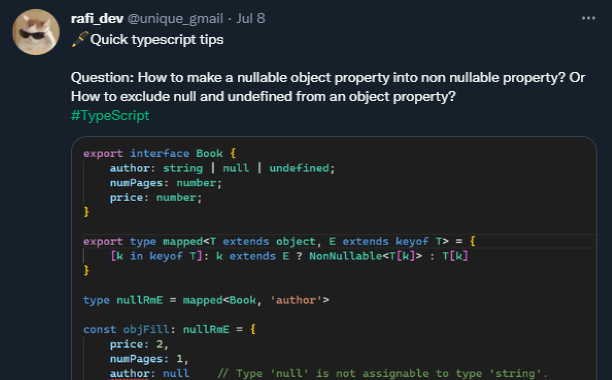 rafi_dev @unique_gmail · Jul 8
🖌️Quick typescript tips
Question: How to make a nullable object property into non nullable property? Or
How to exclude null and undefined from an object property?
#TypeScript
export interface Book {
author: string | null | undefined;
numPages: number;
price: number;
}
export type mapped<T extends object, E extends keyof T> = {
[k in keyof T]: k extends E ? NonNullable<T[k]> : T[k]
}
type nullRmE = mapped<Book, 'author'>
const objFill: nullRmE = {
price: 2,
numPages: 1,
author: null // Type 'null' is not assignable to type 'string'.